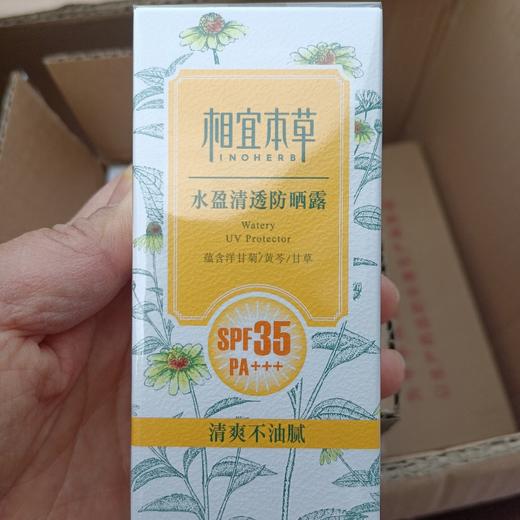 相宜本草
INOHERB
水盈清透防晒露
Watery
UV Protector
蕴含洋甘菊/黄芩/甘草
SPF35
PA+++
清爽不油腻